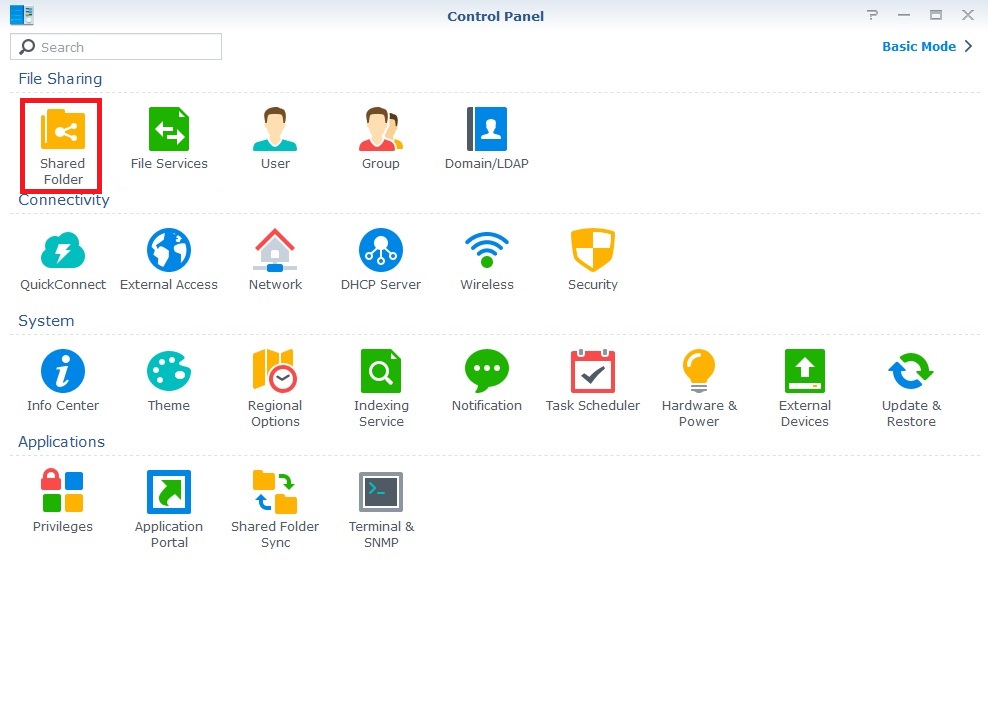 Control Panel
Search
Basic Mode
File Sharing
Shared Folder
File Services
User
Group
Domain/LDAP
Connectivity
QuickConnect
External Access
Network
DHCP Server
Wireless
Security
System
Info Center
Theme
Regional Options
Indexing Service
Notification
Task Scheduler
Hardware & Power
External Devices
Update & Restore
Applications
Privileges
Application Portal
Shared Folder Sync
Terminal & SNMP